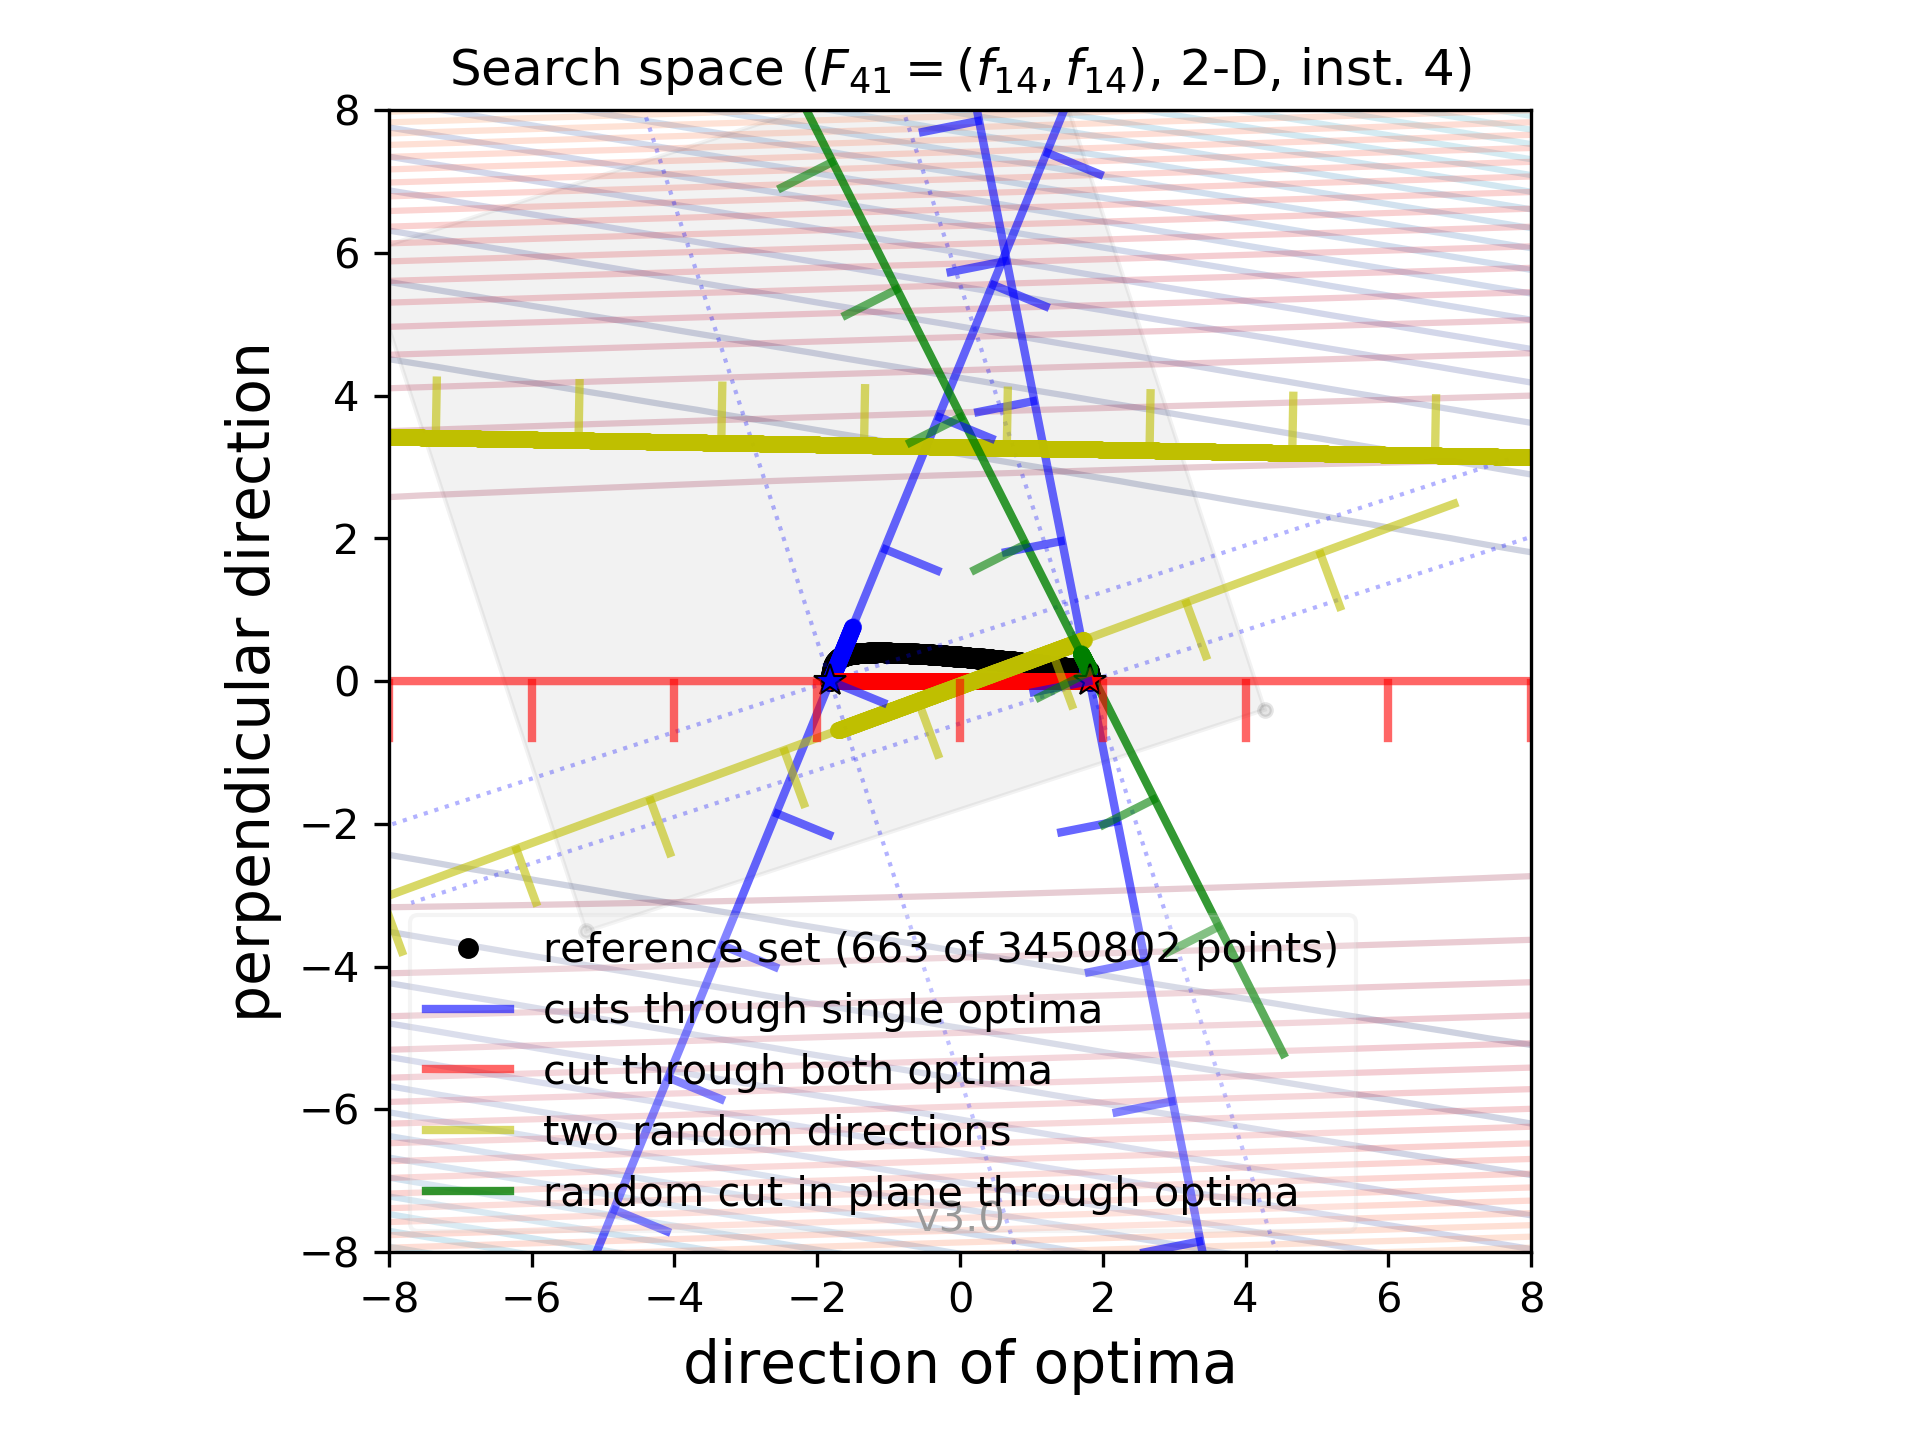 Search space (F41 = (f14, f14), 2-D, inst. 4)
8
6
4
2
0
−2
−4
−6
−8
perpendicular direction
reference set (663 of 3450802 points)
cuts through single optima
cut through both optima
two random directions
random cut in plane through optima
v3.0
−8 −6 −4 −2 0 2 4 6 8
direction of optima